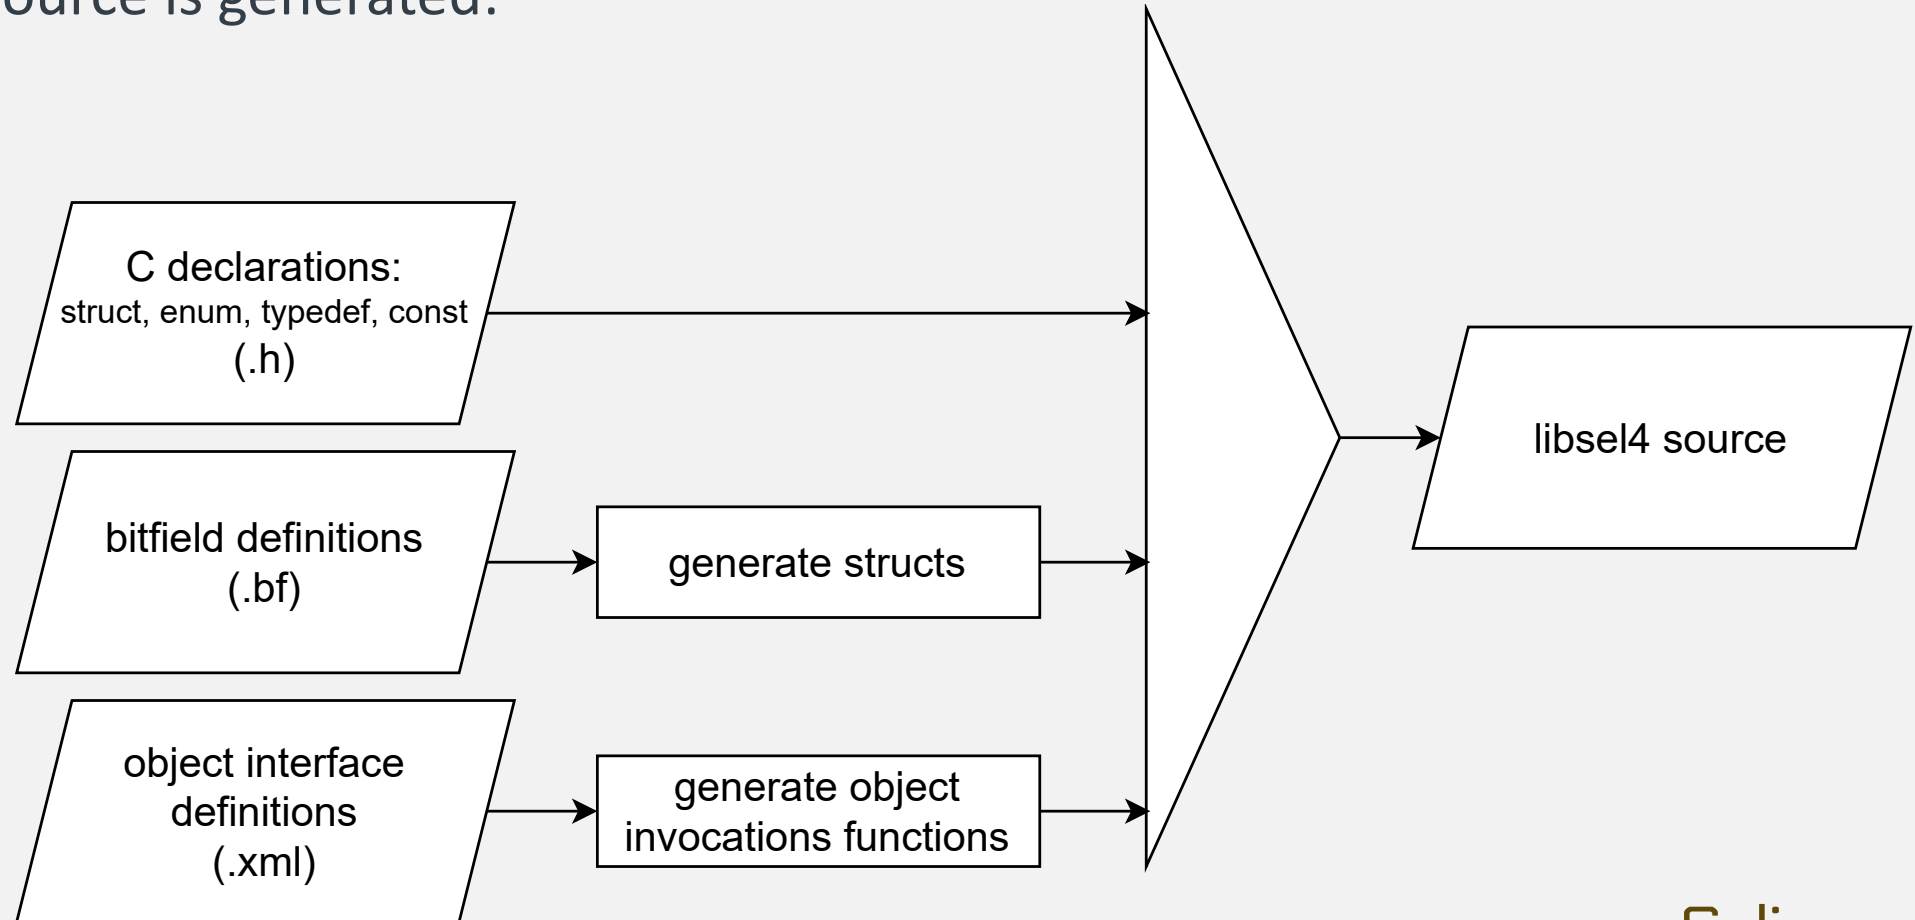 ource is generated:
C declarations:
struct, enum, typedef, const
(.h)
bitfield definitions
(.bf)
generate structs
object interface
definitions
(.xml)
generate object
invocations functions
libsel4 source